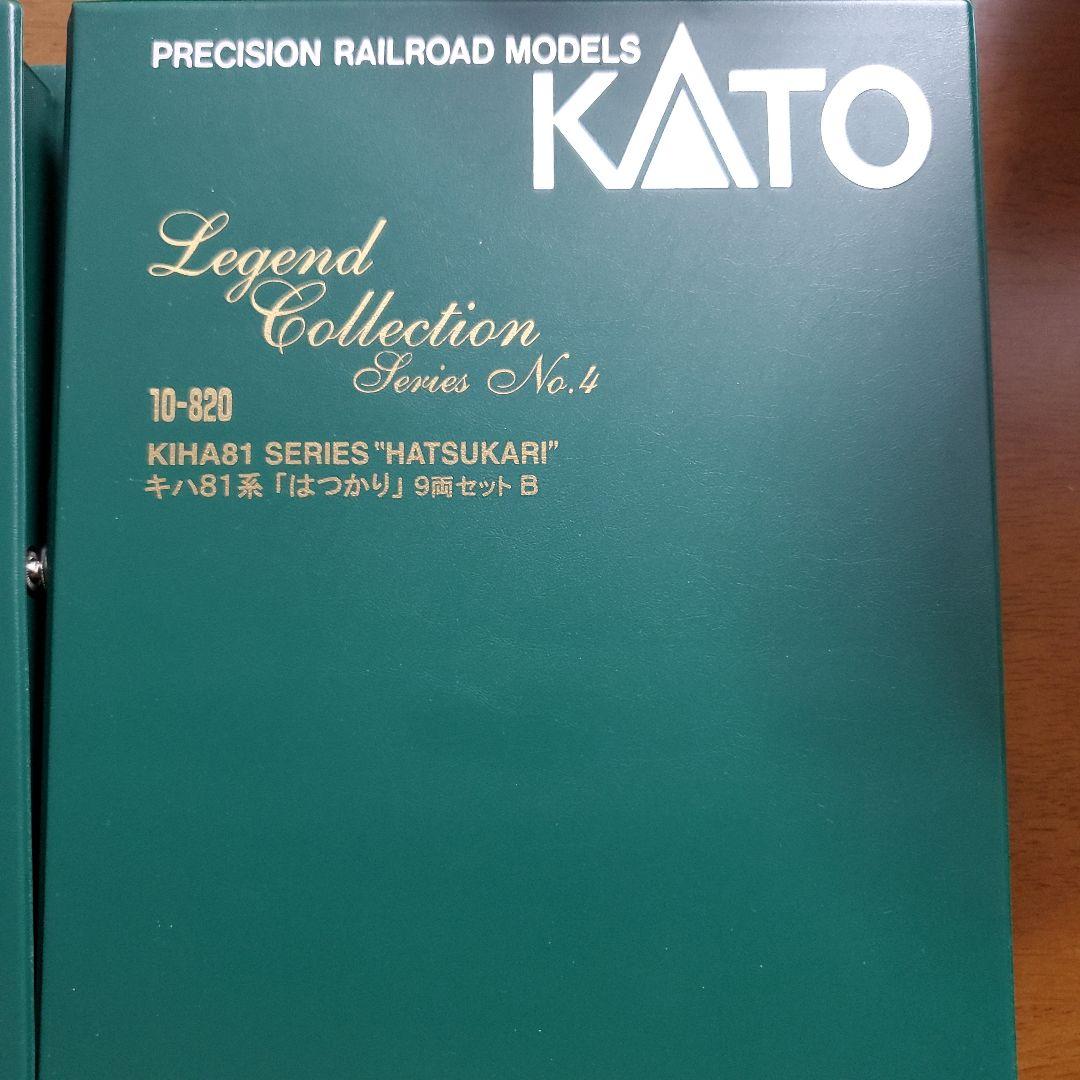 PRECISION RAILROAD MODELS
KATO
Legend
Collection
Series No.4
10-820
KIHA81 SERIES "HATSUKARI"
キハ81系「はつかり」9両セット B